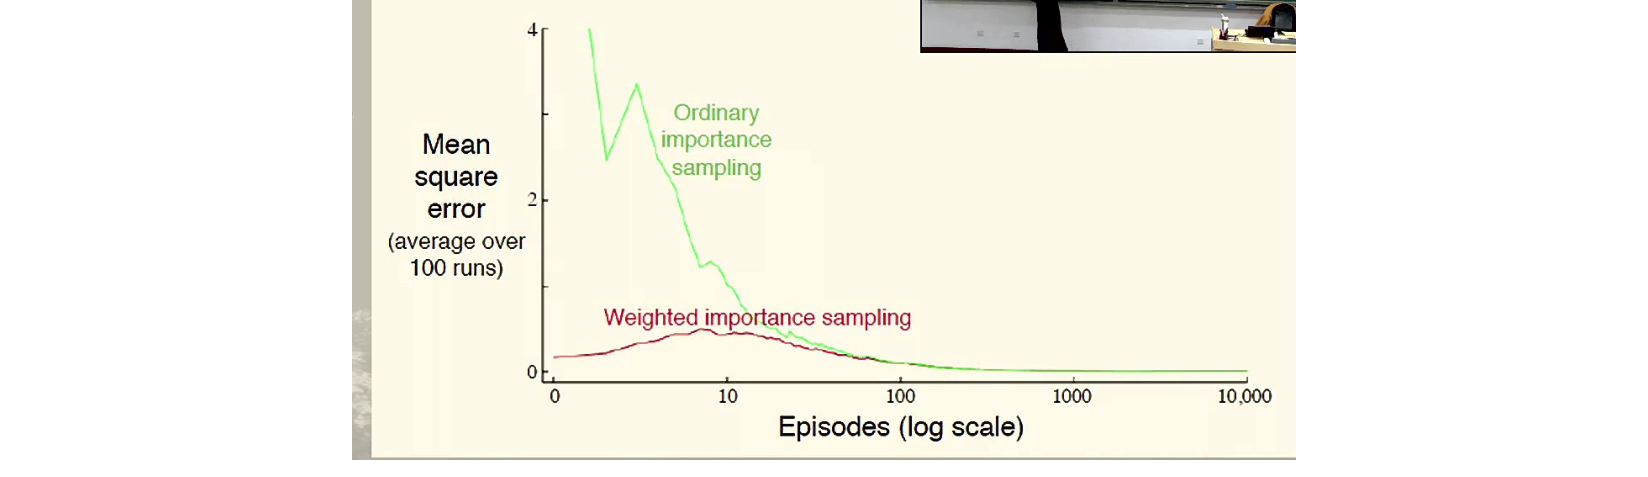 4
Ordinary
importance
sampling
Mean
square
error
(average over
100 runs)
2
Weighted importance sampling
0
0 10 100 1000 10,000
Episodes (log scale)